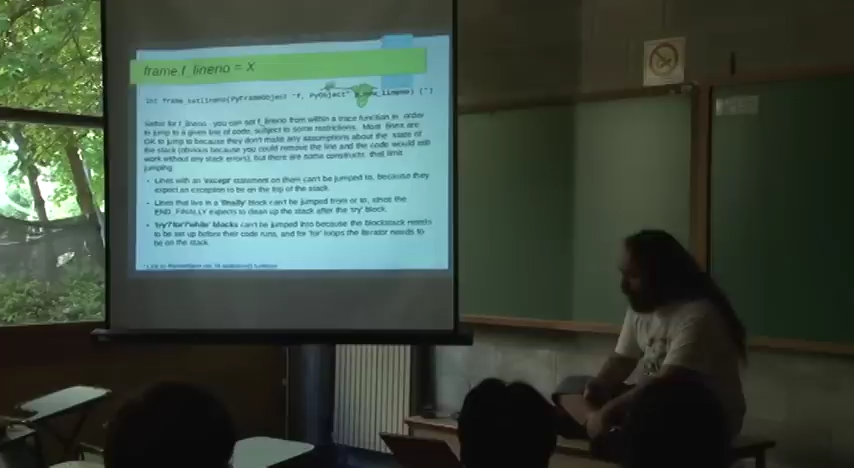 frame.f_lineno = X
int frame_setlineno(PyFrameObject *f, PyObject* p_new_lineno) (*)
Setter for f_lineno - you can set f_lineno from within a trace function in order
to jump to a given line of code, subject to some restrictions. Most lines are
OK to jump to because they don't make any assumptions about the state of
the stack (obvious because you could remove the line and the code would still
work without any stack errors), but there are some constructs that limit
jumping:
• Lines with an 'except' statement on them can't be jumped to, because they
expect an exception to be on the top of the stack.
• Lines that live in a 'finally' block can't be jumped from or to, since the
END_FINALLY expects to clean up the stack after the 'try' block.
• 'try'/'for'/'while' blocks can't be jumped into because the blockstack needs
to be set up before their code runs, and for 'for' loops the iterator needs to
be on the stack.